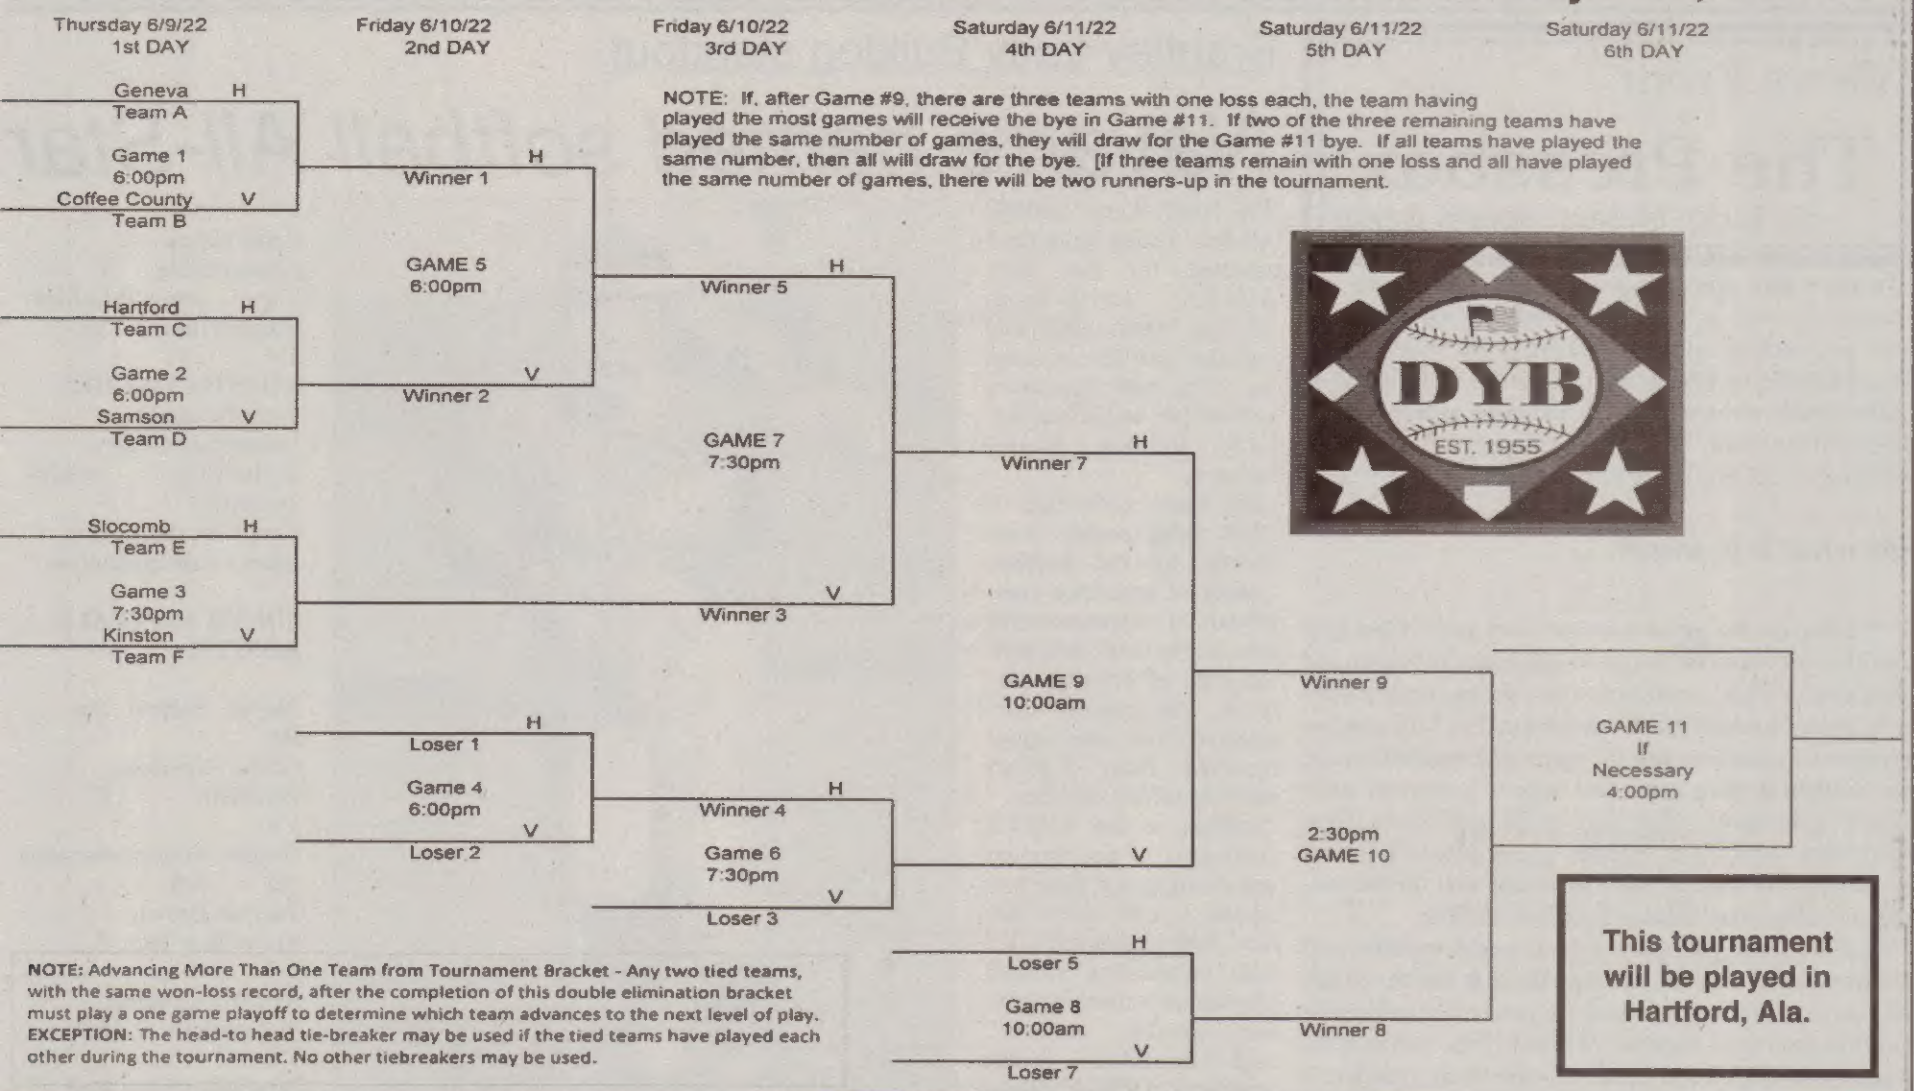 Thursday 6/9/22
1st DAY
Friday 6/10/22
2nd DAY
Friday 6/10/22
3rd DAY
Saturday 6/11/22
4th DAY
Saturday 6/11/22
5th DAY
Saturday 6/11/22
6th DAY
NOTE: If, after Game #9, there are three teams with one loss each, the team having
played the most games will receive the bye in Game #11. If two of the three remaining teams have
played the same number of games, they will draw for the Game #11 bye. If all teams have played the
same number, then all will draw for the bye. [If three teams remain with one loss and all have played
the same number of games, there will be two runners-up in the tournament.
Geneva H
Team A
Game 1
6:00pm
Coffee County V
Team B
Hartford H
Team C
Game 2
6:00pm
Samson V
Team D
Slocomb H
Team E
Game 3
7:30pm
Kinston V
Team F
H
Winner 1
GAME 5
6:00pm
V
Winner 2
H
Loser 1
Game 4
6:00pm
V
Loser 2
H
Winner 5
GAME 7
7:30pm
V
Winner 3
H
Winner 4
Game 6
7:30pm
V
Loser 3
H
Winner 7
GAME 9
10:00am
V
H
Loser 5
Game 8
10:00am
V
Loser 7
DYB
EST. 1955
Winner 9
2:30pm
GAME 10
Winner 8
GAME 11
If
Necessary
4:00pm
This tournament
will be played in
Hartford, Ala.
NOTE: Advancing More Than One Team from Tournament Bracket - Any two tied teams,
with the same won-loss record, after the completion of this double elimination bracket
must play a one game playoff to determine which team advances to the next level of play.
EXCEPTION: The head-to head tie-breaker may be used if the tied teams have played each
other during the tournament. No other tiebreakers may be used.